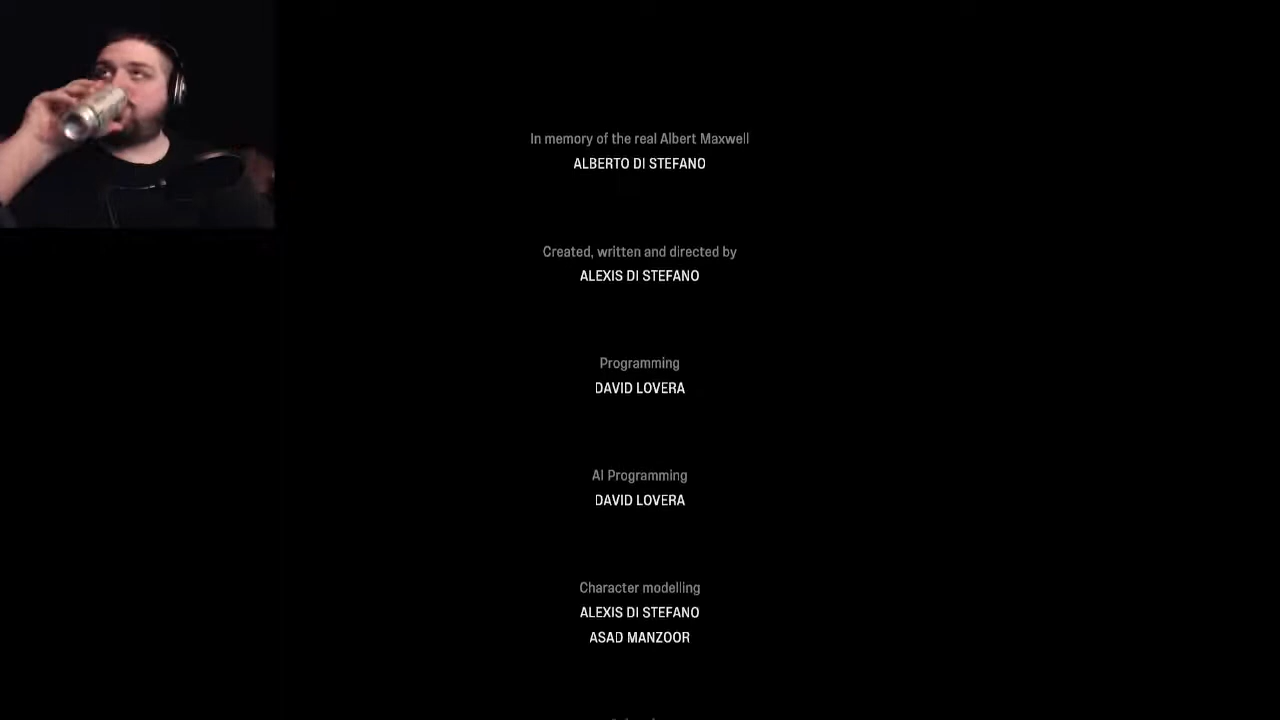 In memory of the real Albert Maxwell
ALBERTO DI STEFANO
Created, written and directed by
ALEXIS DI STEFANO
Programming
DAVID LOVERA
AI Programming
DAVID LOVERA
Character modelling
ALEXIS DI STEFANO
ASAD MANZOOR